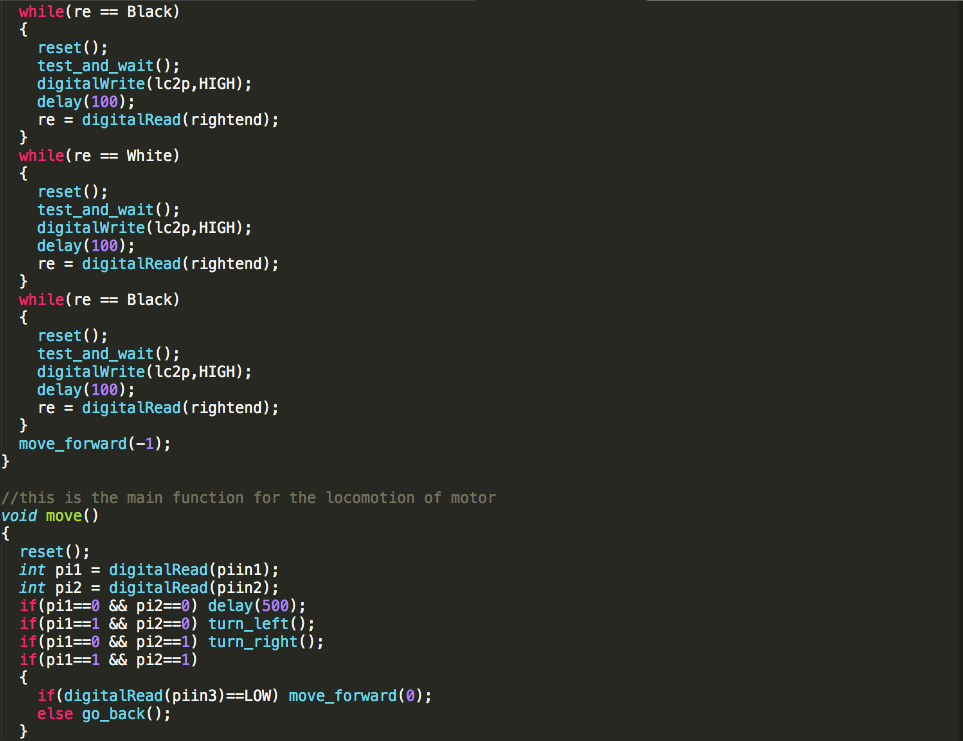 while(re == Black)
{
reset();
test_and_wait();
digitalWrite(lc2p,HIGH);
delay(100);
re = digitalRead(rightend);
}
while(re == White)
{
reset();
test_and_wait();
digitalWrite(lc2p,HIGH);
delay(100);
re = digitalRead(rightend);
}
while(re == Black)
{
reset();
test_and_wait();
digitalWrite(lc2p,HIGH);
delay(100);
re = digitalRead(rightend);
}
move_forward(-1);
}
//this is the main function for the locomotion of motor
void move()
{
reset();
int pi1 = digitalRead(piin1);
int pi2 = digitalRead(piin2);
if(pi1==0 && pi2==0) delay(500);
if(pi1==1 && pi2==0) turn_left();
if(pi1==0 && pi2==1) turn_right();
if(pi1==1 && pi2==1)
{
if(digitalRead(piin3)==LOW) move_forward(0);
else go_back();
}